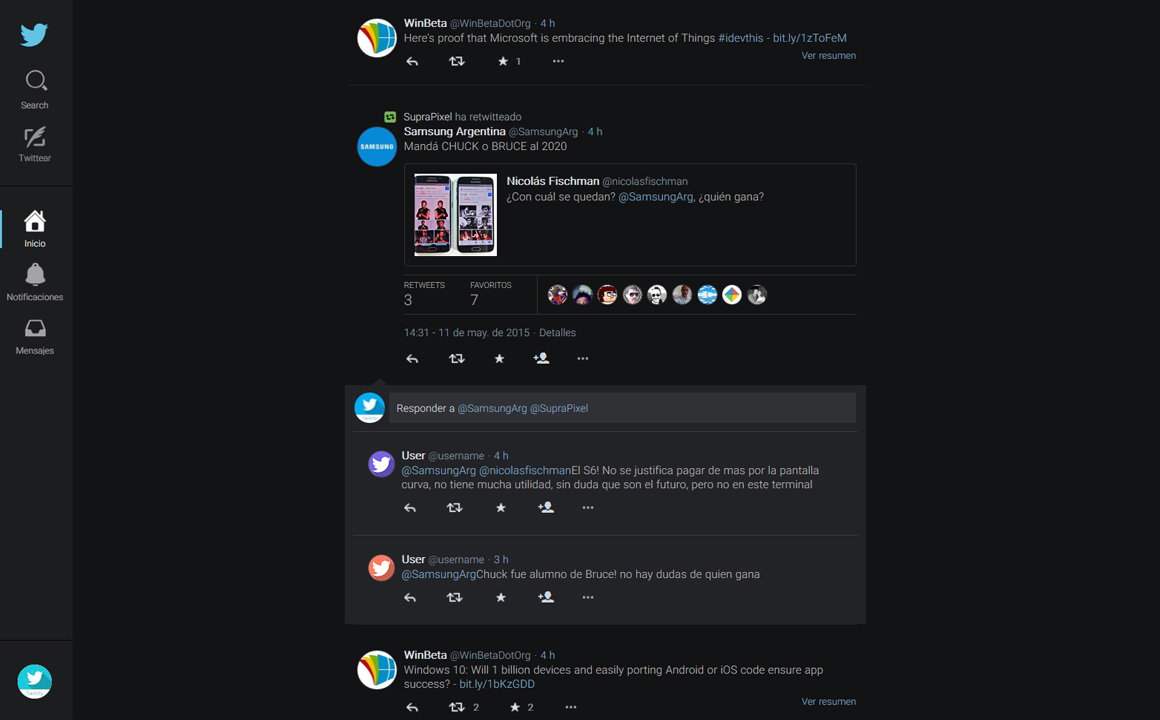 Search
Twittear
Inicio
Notificaciones
Mensajes
WinBeta @WinBetaDotOrg · 4 h
Here's proof that Microsoft is embracing the Internet of Things #idevthis - bit.ly/1zToFeM
Ver resumen
1
SupraPixel ha retwitteado
Samsung Argentina @SamsungArg · 4 h
SAMSUNG
Mandá CHUCK o BRUCE al 2020
Nicolás Fischman @nicolasfischman
¿Con cuál se quedan? @SamsungArg, ¿quién gana?
RETWEETS FAVORITOS
3 7
14:31 - 11 de may. de 2015 · Detalles
Responder a @SamsungArg @SupraPixel
User @username · 4 h
@SamsungArg @nicolasfischmanEl S6! No se justifica pagar de mas por la pantalla
curva, no tiene mucha utilidad, sin duda que son el futuro, pero no en este terminal
User @username · 3 h
@SamsungArgChuck fue alumno de Bruce! no hay dudas de quien gana
WinBeta @WinBetaDotOrg · 4 h
Windows 10: Will 1 billion devices and easily porting Android or iOS code ensure app
success? - bit.ly/1bKzGDD
Ver resumen
2 2